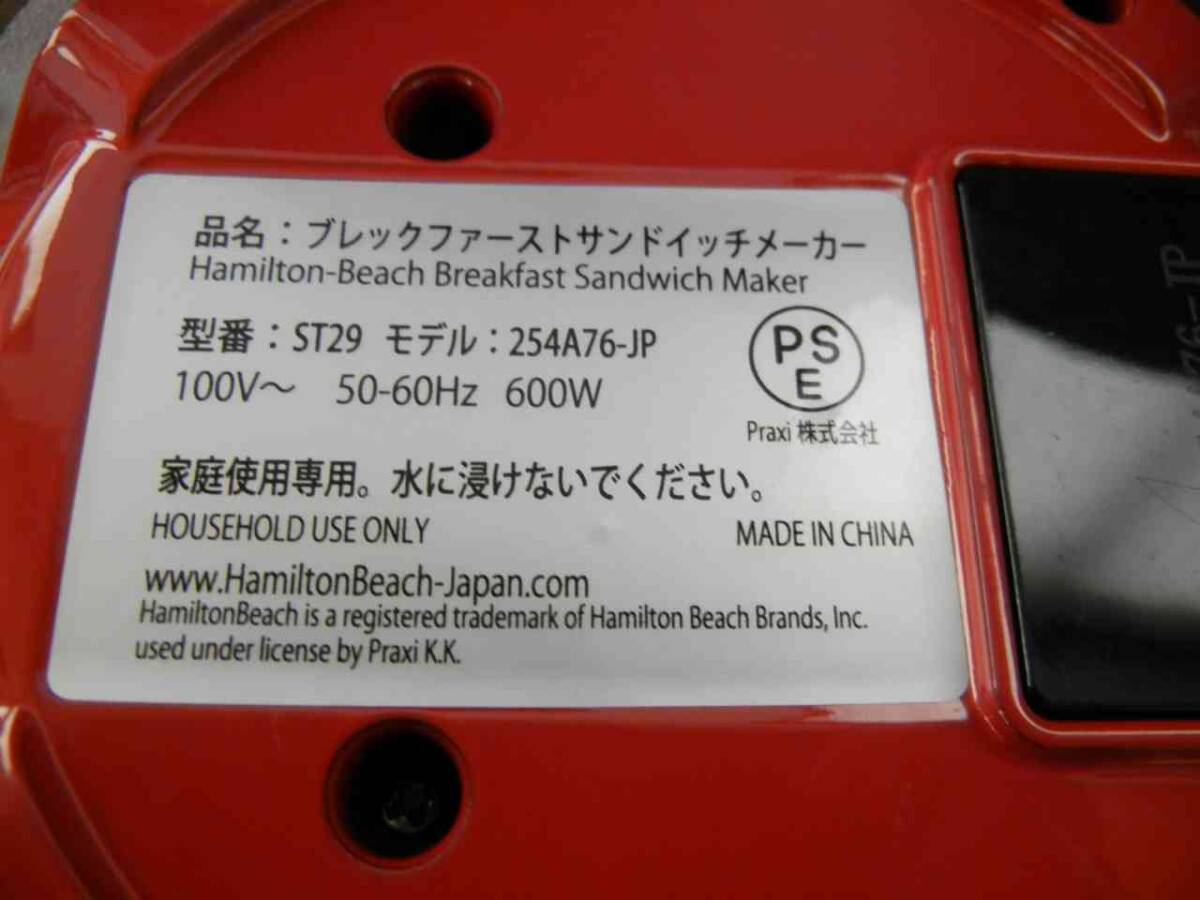 品名：ブレックファーストサンドイッチメーカー
Hamilton-Beach Breakfast Sandwich Maker
型番：ST29 モデル：254A76-JP
100V～ 50-60Hz 600W
PS
E
Praxi 株式会社
家庭使用専用。水に浸けないでください。
HOUSEHOLD USE ONLY
MADE IN CHINA
www.HamiltonBeach-Japan.com
HamiltonBeach is a registered trademark of Hamilton Beach Brands, Inc.
used under license by Praxi K.K.